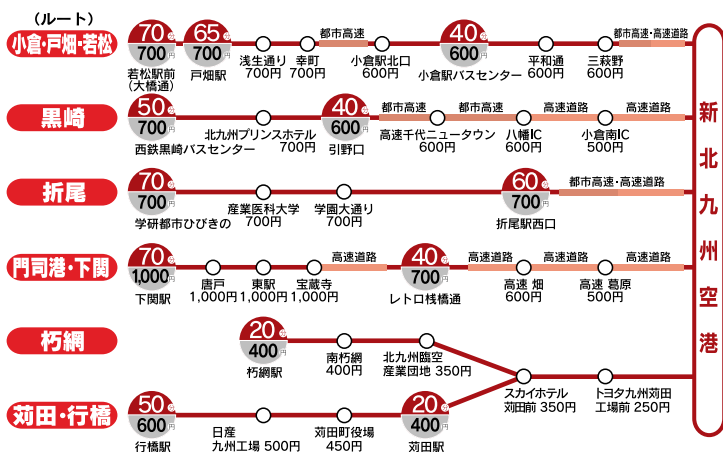 (ルート)
小倉・戸畑・若松
70分
700円
若松駅前
(大橋通)
65分
700円
戸畑駅
浅生通り
700円
幸町
700円
都市高速
小倉駅北口
600円
40分
600円
小倉駅バスセンター
平和通
600円
三萩野
600円
都市高速・高速道路
黒崎
50分
700円
西鉄黒崎バスセンター
北九州プリンスホテル
700円
40分
600円
引野口
都市高速
高速千代ニュータウン
600円
都市高速
八幡IC
600円
高速道路
小倉南IC
500円
高速道路
折尾
70分
700円
学研都市ひびきの
産業医科大学
700円
学園大通り
700円
60分
700円
折尾駅西口
都市高速・高速道路
門司港・下関
70分
1,000円
下関駅
唐戸
1,000円
東駅
1,000円
宝蔵寺
1,000円
高速道路
40分
700円
レトロ桟橋通
高速道路
高速 畑
600円
高速道路
高速 葛原
500円
高速道路
朽網
20分
400円
朽網駅
南朽網
400円
北九州臨空
産業団地 350円
スカイホテル
苅田前 350円
トヨタ九州苅田
工場前 250円
苅田・行橋
50分
600円
行橋駅
日産
九州工場 500円
苅田町役場
450円
20分
400円
苅田駅
新北九州空港